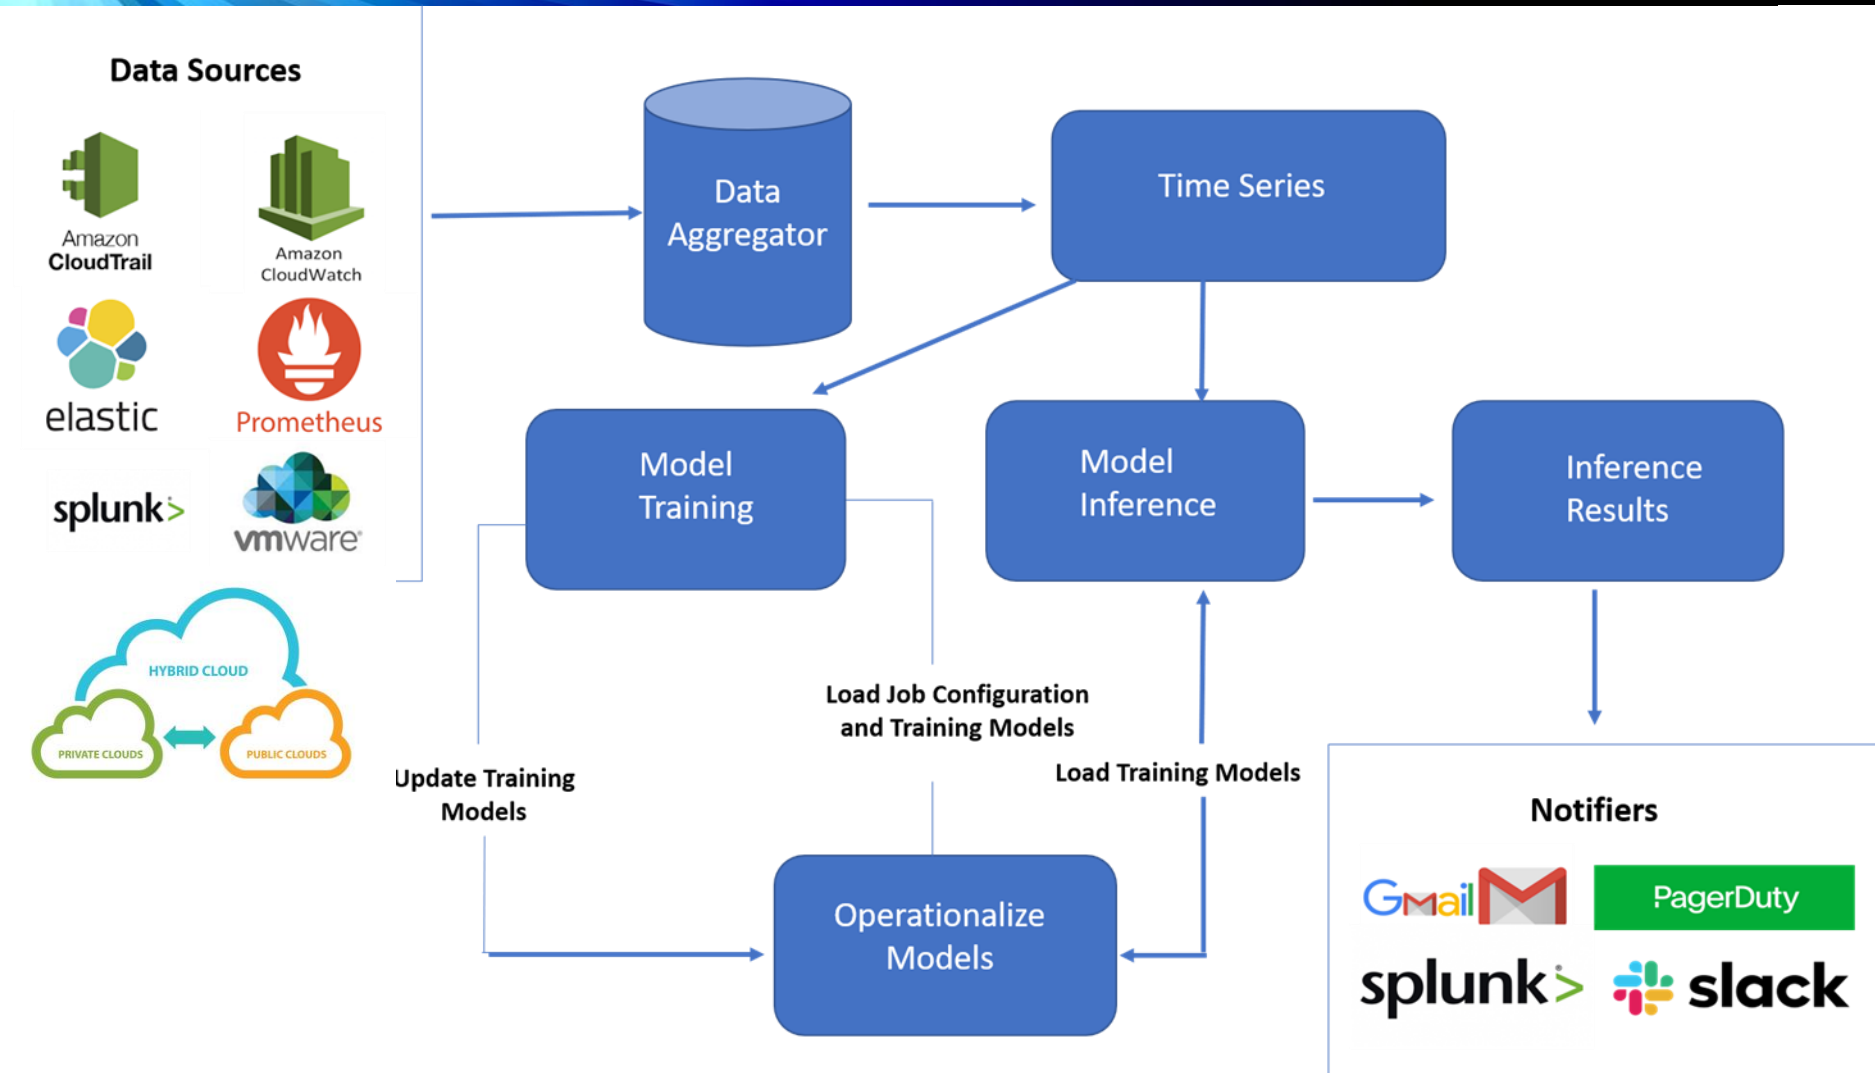 Data Sources
Amazon
CloudTrail
Amazon
CloudWatch
elastic
Prometheus
splunk>
vmware®
HYBRID CLOUD
PRIVATE CLOUDS
PUBLIC CLOUDS
Data
Aggregator
Time Series
Model
Training
Model
Inference
Inference
Results
Load Job Configuration
and Training Models
Update Training
Models
Load Training Models
Operationalize
Models
Notifiers
Gmail
PagerDuty
splunk>
slack